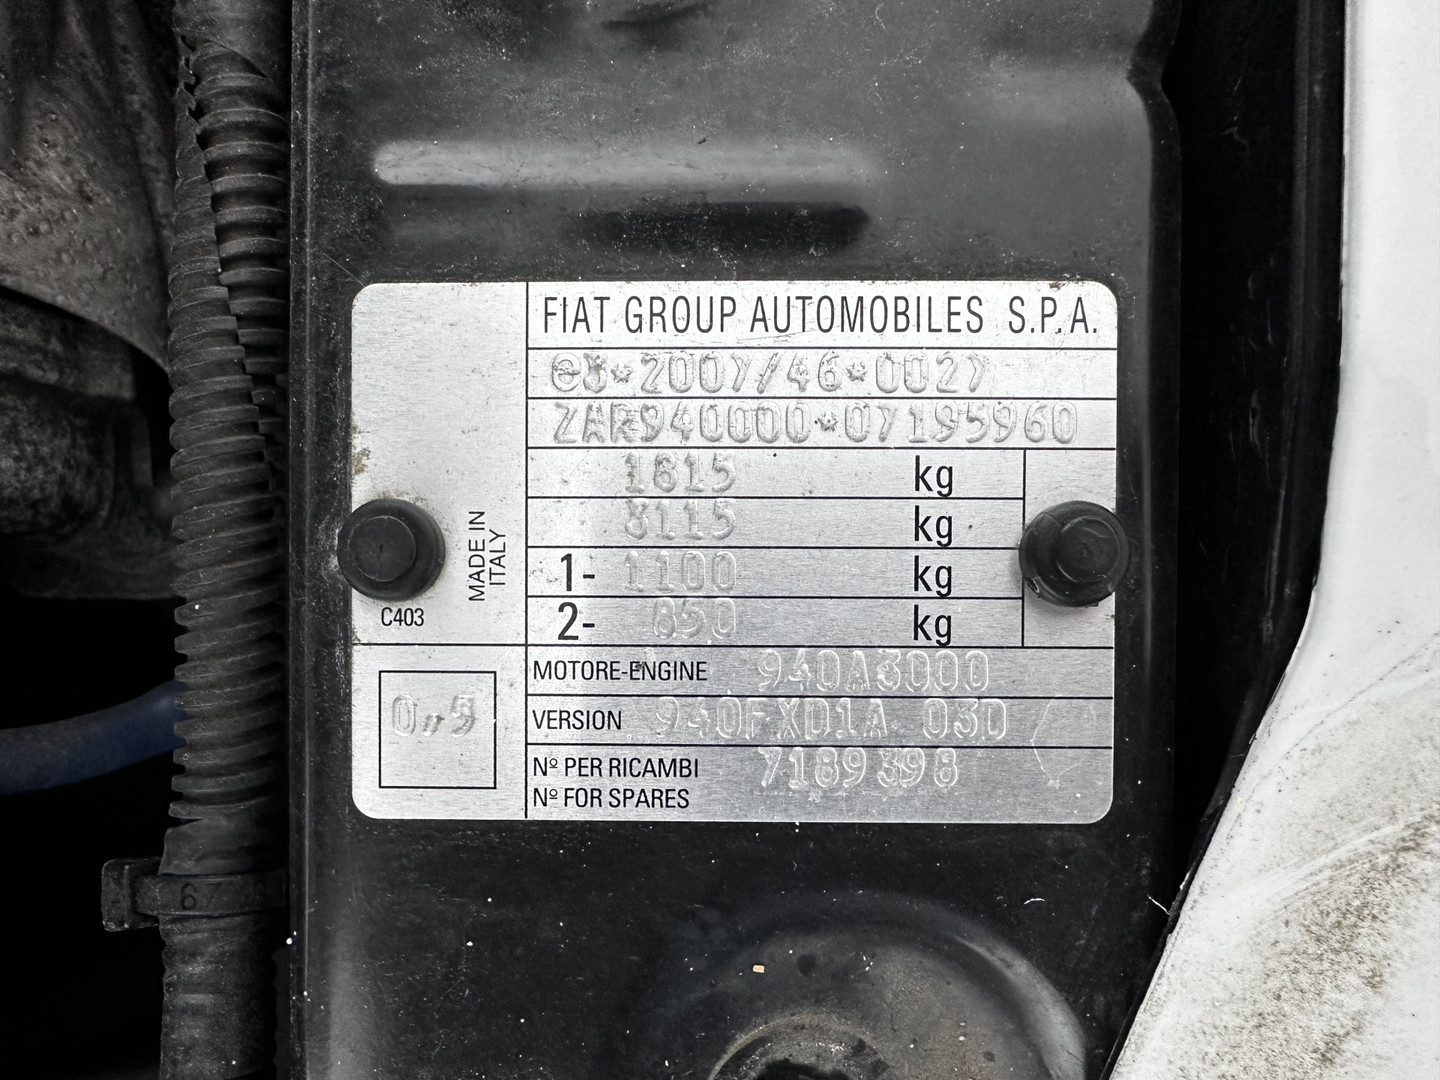 FIAT GROUP AUTOMOBILES S.P.A.
e3*2007/46*0027
ZAR940000*07195960
1815 kg
3115 kg
1- 1100 kg
2- 850 kg
MADE IN
ITALY
C403
0,,5
MOTORE-ENGINE 940A3000
VERSION 940FXD1A 03D
Nº PER RICAMBI 7189398
Nº FOR SPARES